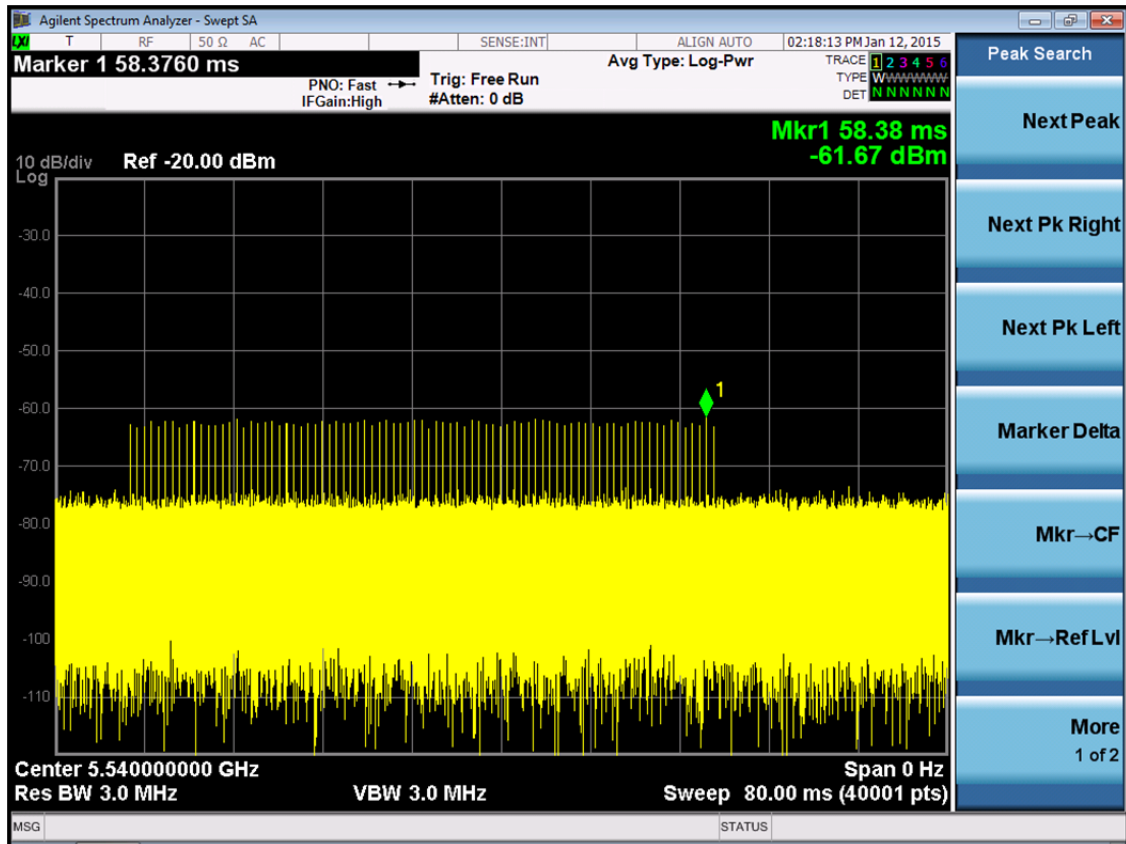 Agilent Spectrum Analyzer - Swept SA
LXI T RF 50 Ω AC SENSE:INT ALIGN AUTO 02:18:13 PM Jan 12, 2015
Marker 1 58.3760 ms
PNO: Fast
IFGain:High
Trig: Free Run
#Atten: 0 dB
Avg Type: Log-Pwr
TRACE 1 2 3 4 5 6
TYPE WWWWWW
DET N N N N N N
Peak Search
Mkr1 58.38 ms
-61.67 dBm
10 dB/div Ref -20.00 dBm
Log
-30.0
-40.0
-50.0
-60.0
-70.0
-80.0
-90.0
-100
-110
1
Center 5.540000000 GHz Span 0 Hz
Res BW 3.0 MHz VBW 3.0 MHz Sweep 80.00 ms (40001 pts)
Next Peak
Next Pk Right
Next Pk Left
Marker Delta
Mkr→CF
Mkr→Ref Lvl
More
1 of 2
MSG STATUS